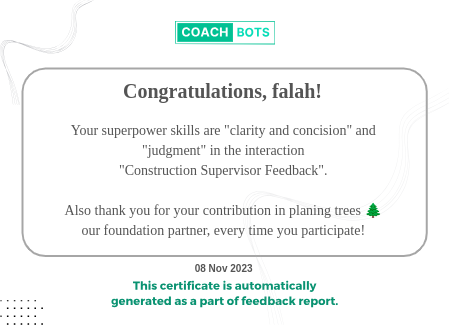 COACH BOTS
Congratulations, falah!
Your superpower skills are "clarity and concision" and
"judgment" in the interaction
"Construction Supervisor Feedback".
Also thank you for your contribution in planing trees 🌲
our foundation partner, every time you participate!
08 Nov 2023
This certificate is automatically
generated as a part of feedback report.